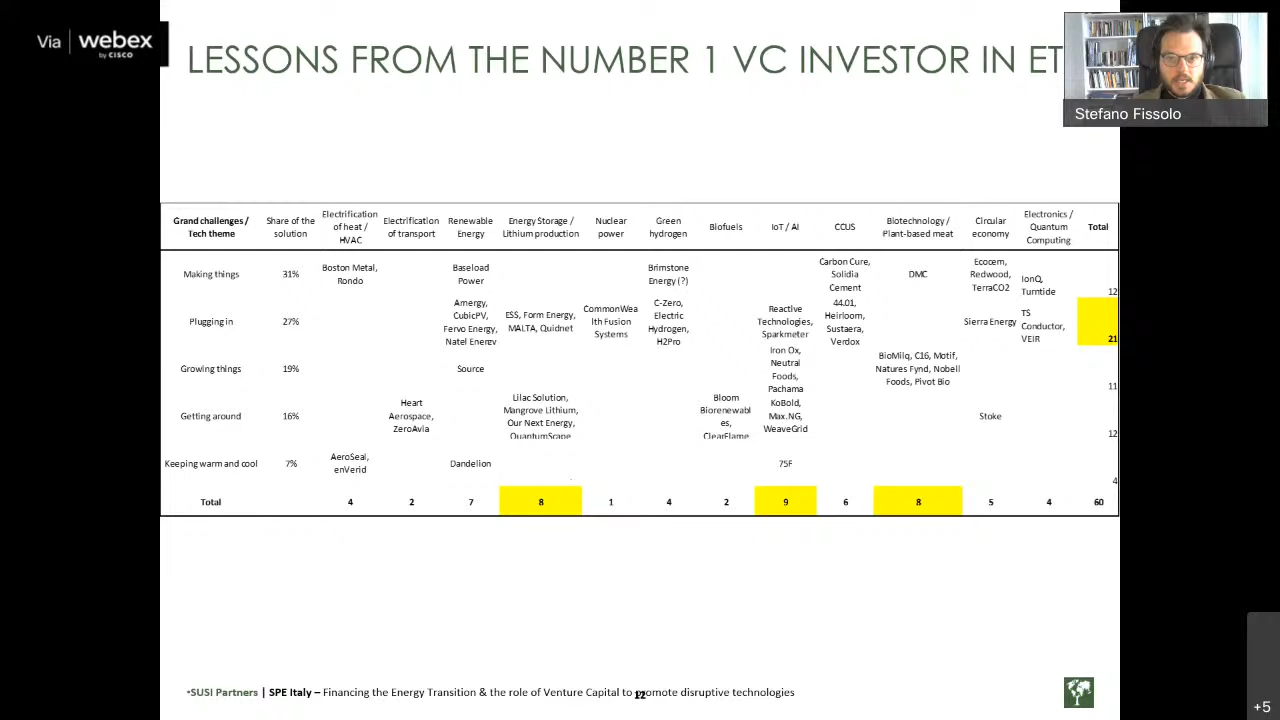 Via webex
by CISCO
LESSONS FROM THE NUMBER 1 VC INVESTOR IN ET
Stefano Fissolo
Grand challenges / Tech theme
Share of the solution
Electrification of heat / HVAC
Electrification of transport
Renewable Energy
Energy Storage / Lithium production
Nuclear power
Green hydrogen
Biofuels
IoT / AI
CCUS
Biotechnology / Plant-based meat
Circular economy
Electronics / Quantum Computing
Total
Making things
31%
Boston Metal, Rondo
Baseload Power
Brimstone Energy (?)
Carbon Cure, Solidia Cement
DMC
Ecocem, Redwood, TerraCO2
IonQ, Turntide
12
Plugging in
27%
Amergy, CubicPV, Fervo Energy, Natel Energy
ESS, Form Energy, MALTA, Quidnet
CommonWea lth Fusion Systems
C-Zero, Electric Hydrogen, H2Pro
Reactive Technologies, Sparkmeter
44.01, Heirloom, Sustaera, Verdox
Sierra Energy
TS Conductor, VEIR
21
Growing things
19%
Source
Iron Ox, Neutral Foods, Pachama
BioMilq, C16, Motif, Natures Fynd, Nobell Foods, Pivot Bio
11
Getting around
16%
Heart Aerospace, ZeroAvia
Lilac Solution, Mangrove Lithium, Our Next Energy, QuantumScape
Bloom Biorenewabl es, ClearFlame
KoBold, Max.NG, WeaveGrid
Stoke
12
Keeping warm and cool
7%
AeroSeal, enVerid
Dandelion
75F
4
Total
4
2
7
8
1
4
2
9
6
8
5
4
60
•SUSI Partners | SPE Italy – Financing the Energy Transition & the role of Venture Capital to promote disruptive technologies
12
+5